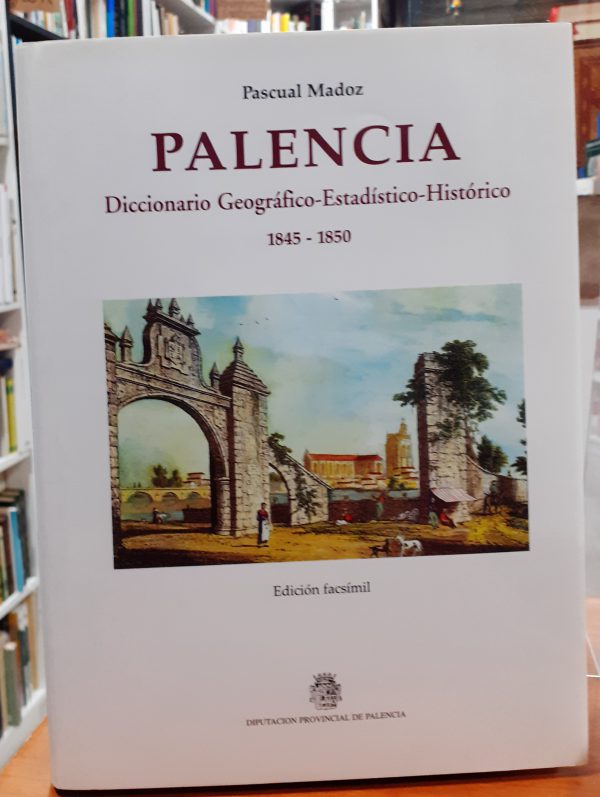 Pascual Madoz
PALENCIA
Diccionario Geográfico-Estadístico-Histórico
1845 - 1850
Edición facsímil
DIPUTACION PROVINCIAL DE PALENCIA